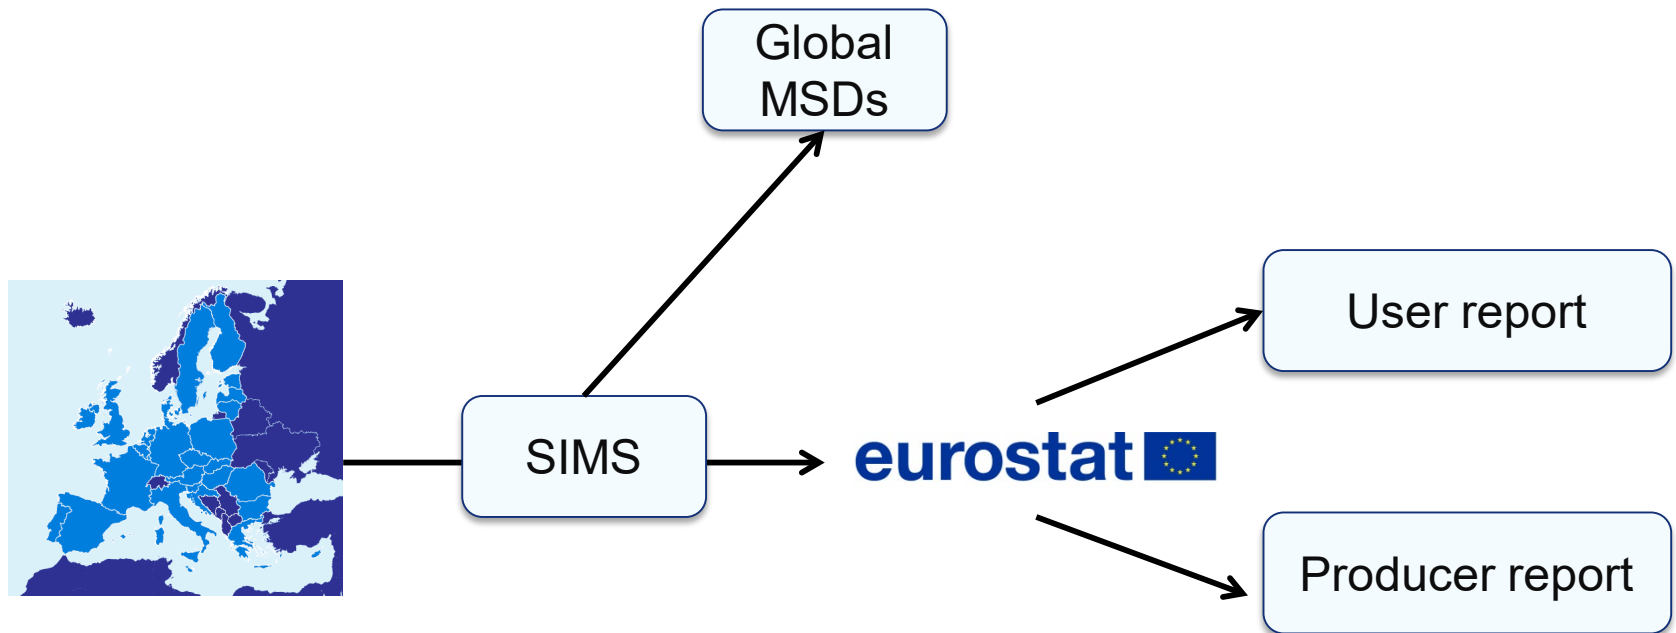 Global
MSDs
User report
SIMS
eurostat
Producer report